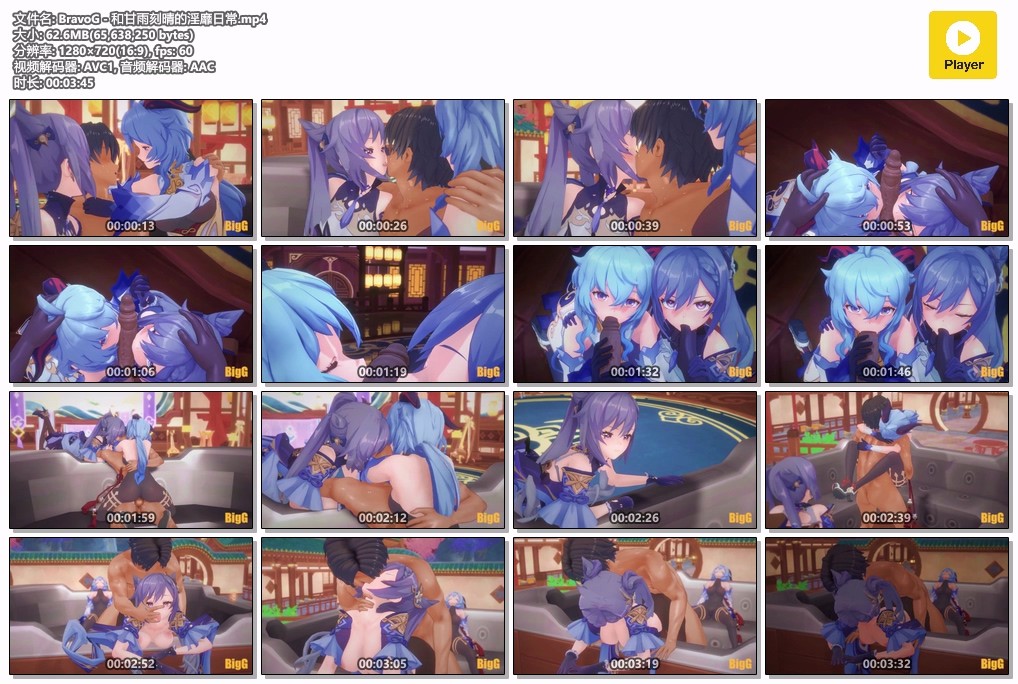 文件名: BravoG - 和甘雨刻晴的淫靡日常.mp4
大小: 62.6MB(65,638,250 bytes)
分辨率: 1280×720(16:9), fps: 60
视频解码器: AVC1, 音频解码器: AAC
时长: 00:03:45
Player
00:00:13 BigG
00:00:26 BigG
00:00:39 BigG
00:00:53 BigG
00:01:06 BigG
00:01:19 BigG
00:01:32 BigG
00:01:46 BigG
00:01:59 BigG
00:02:12 BigG
00:02:26 BigG
00:02:39 BigG
00:02:52 BigG
00:03:05 BigG
00:03:19 BigG
00:03:32 BigG